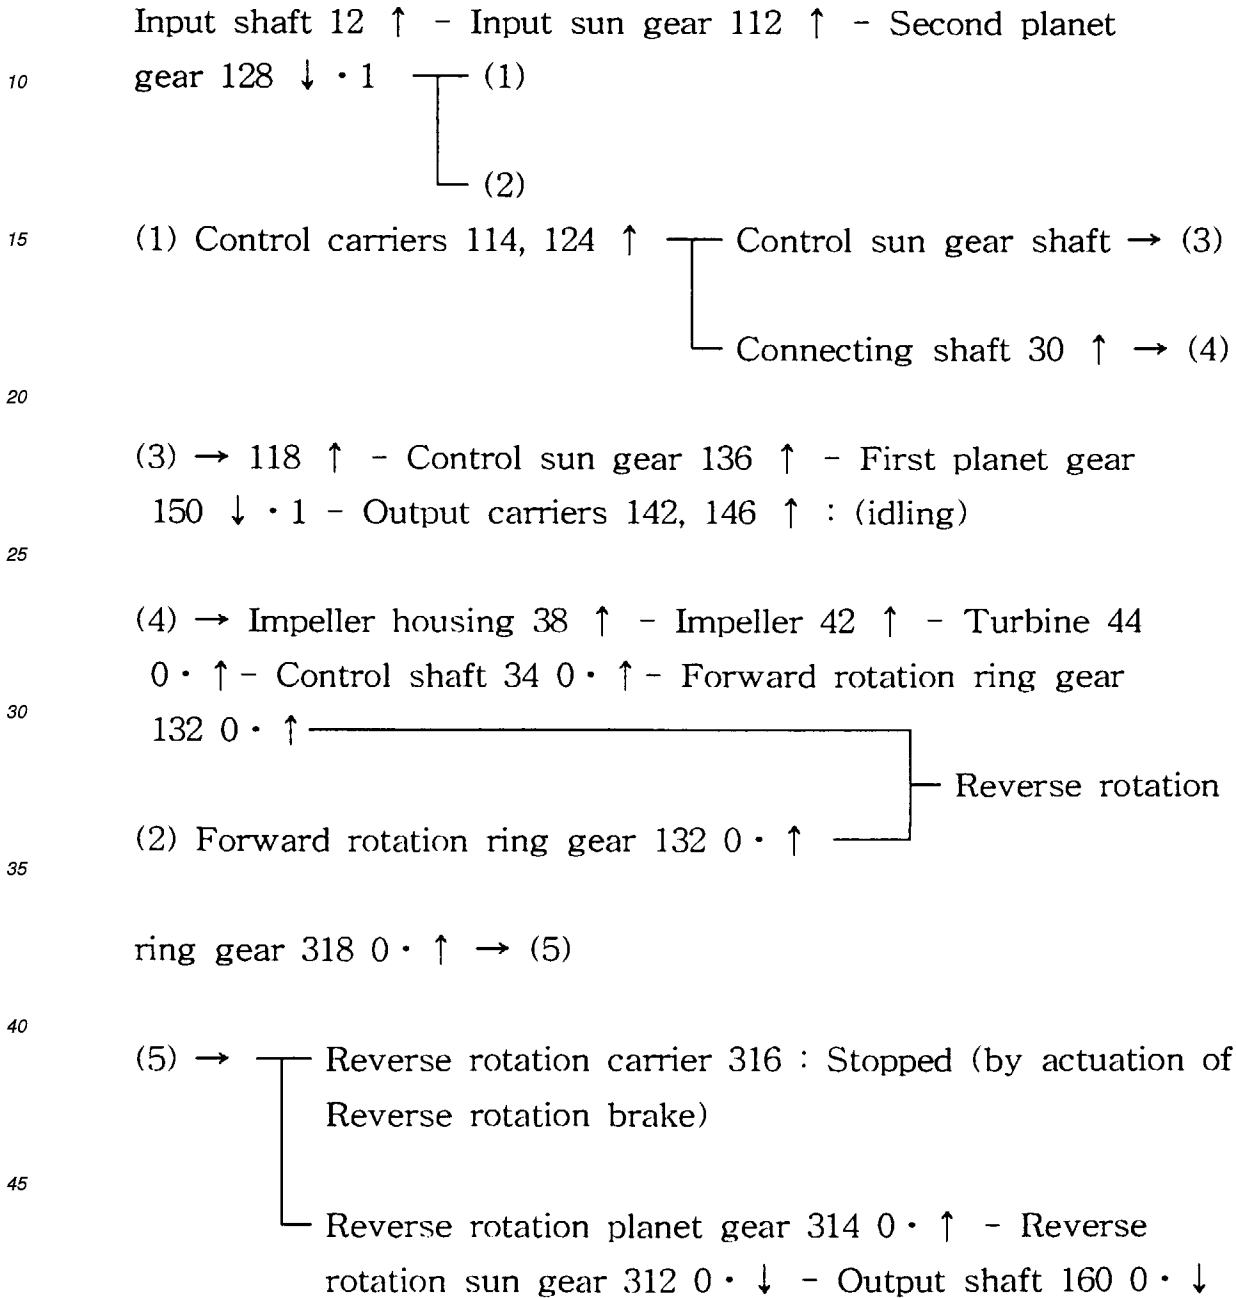 Input shaft 12 ↑ - Input sun gear 112 ↑ - Second planet
10 gear 128 ↓ · 1 (1)
(2)
15 (1) Control carriers 114, 124 ↑ Control sun gear shaft → (3)
Connecting shaft 30 ↑ → (4)
20
(3) → 118 ↑ - Control sun gear 136 ↑ - First planet gear
150 ↓ · 1 - Output carriers 142, 146 ↑ : (idling)
25
(4) → Impeller housing 38 ↑ - Impeller 42 ↑ - Turbine 44
0 · ↑ - Control shaft 34 0 · ↑ - Forward rotation ring gear
30
132 0 · ↑
Reverse rotation
(2) Forward rotation ring gear 132 0 · ↑
35
ring gear 318 0 · ↑ → (5)
40
(5) → Reverse rotation carrier 316 : Stopped (by actuation of
Reverse rotation brake)
45
Reverse rotation planet gear 314 0 · ↑ - Reverse
rotation sun gear 312 0 · ↓ - Output shaft 160 0 · ↓